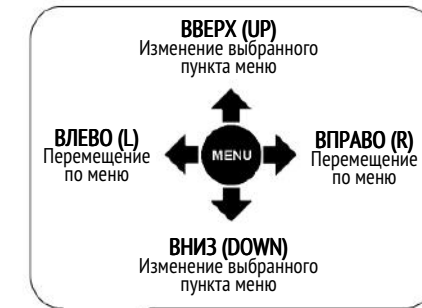 ВВЕРХ (UP)
Изменение выбранного
пункта меню
ВЛЕВО (L)
Перемещение
по меню
MENU
ВПРАВО (R)
Перемещение
по меню
ВНИЗ (DOWN)
Изменение выбранного
пункта меню